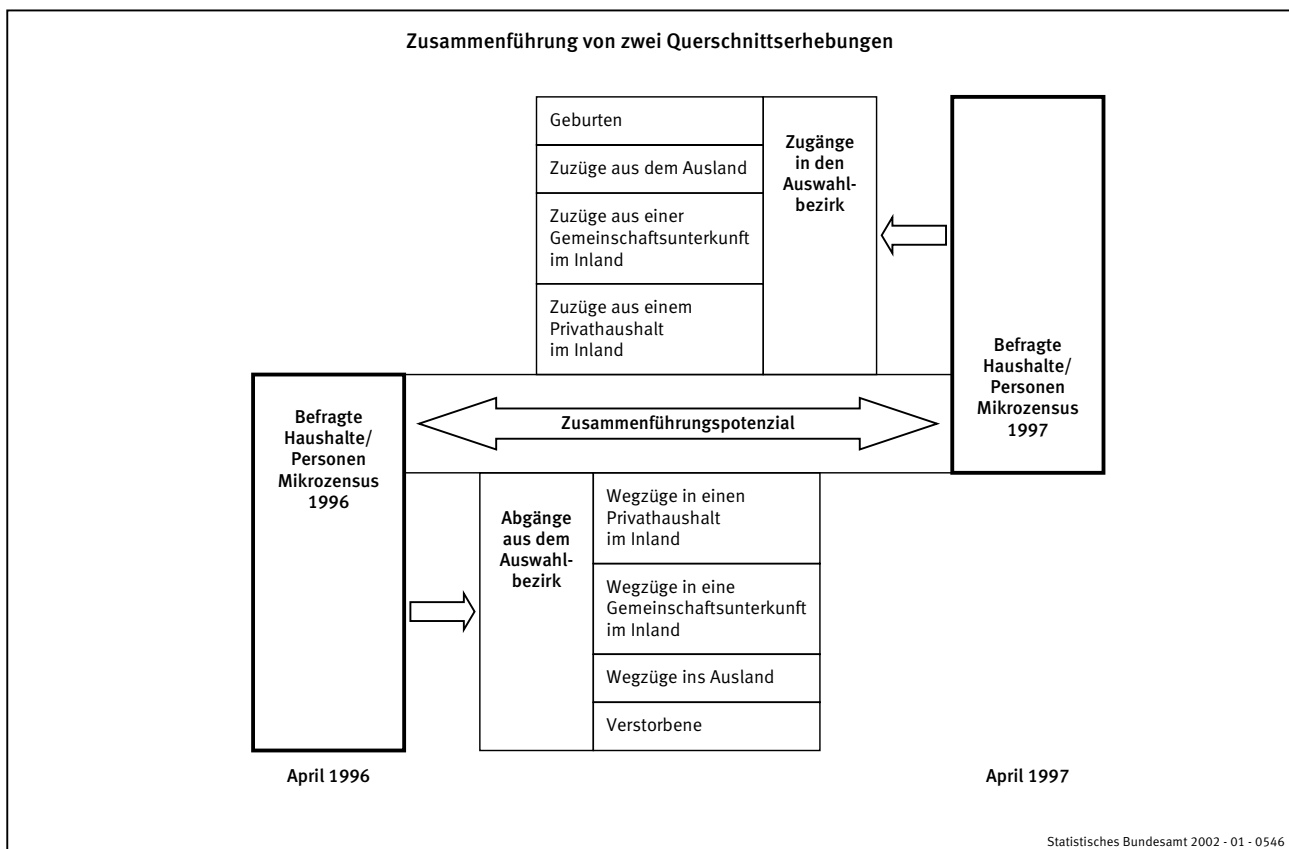 Zusammenführung von zwei Querschnittserhebungen
Geburten
Zuzüge aus dem Ausland
Zuzüge aus einer
Gemeinschaftsunterkunft
im Inland
Zuzüge aus einem
Privathaushalt
im Inland
Zugänge
in den
Auswahl-
bezirk
Befragte
Haushalte/
Personen
Mikrozensus
1997
Befragte
Haushalte/
Personen
Mikrozensus
1996
Zusammenführungspotenzial
Abgänge
aus dem
Auswahl-
bezirk
Wegzüge in einen
Privathaushalt
im Inland
Wegzüge in eine
Gemeinschaftsunterkunft
im Inland
Wegzüge ins Ausland
Verstorbene
April 1996
April 1997
Statistisches Bundesamt 2002 - 01 - 0546